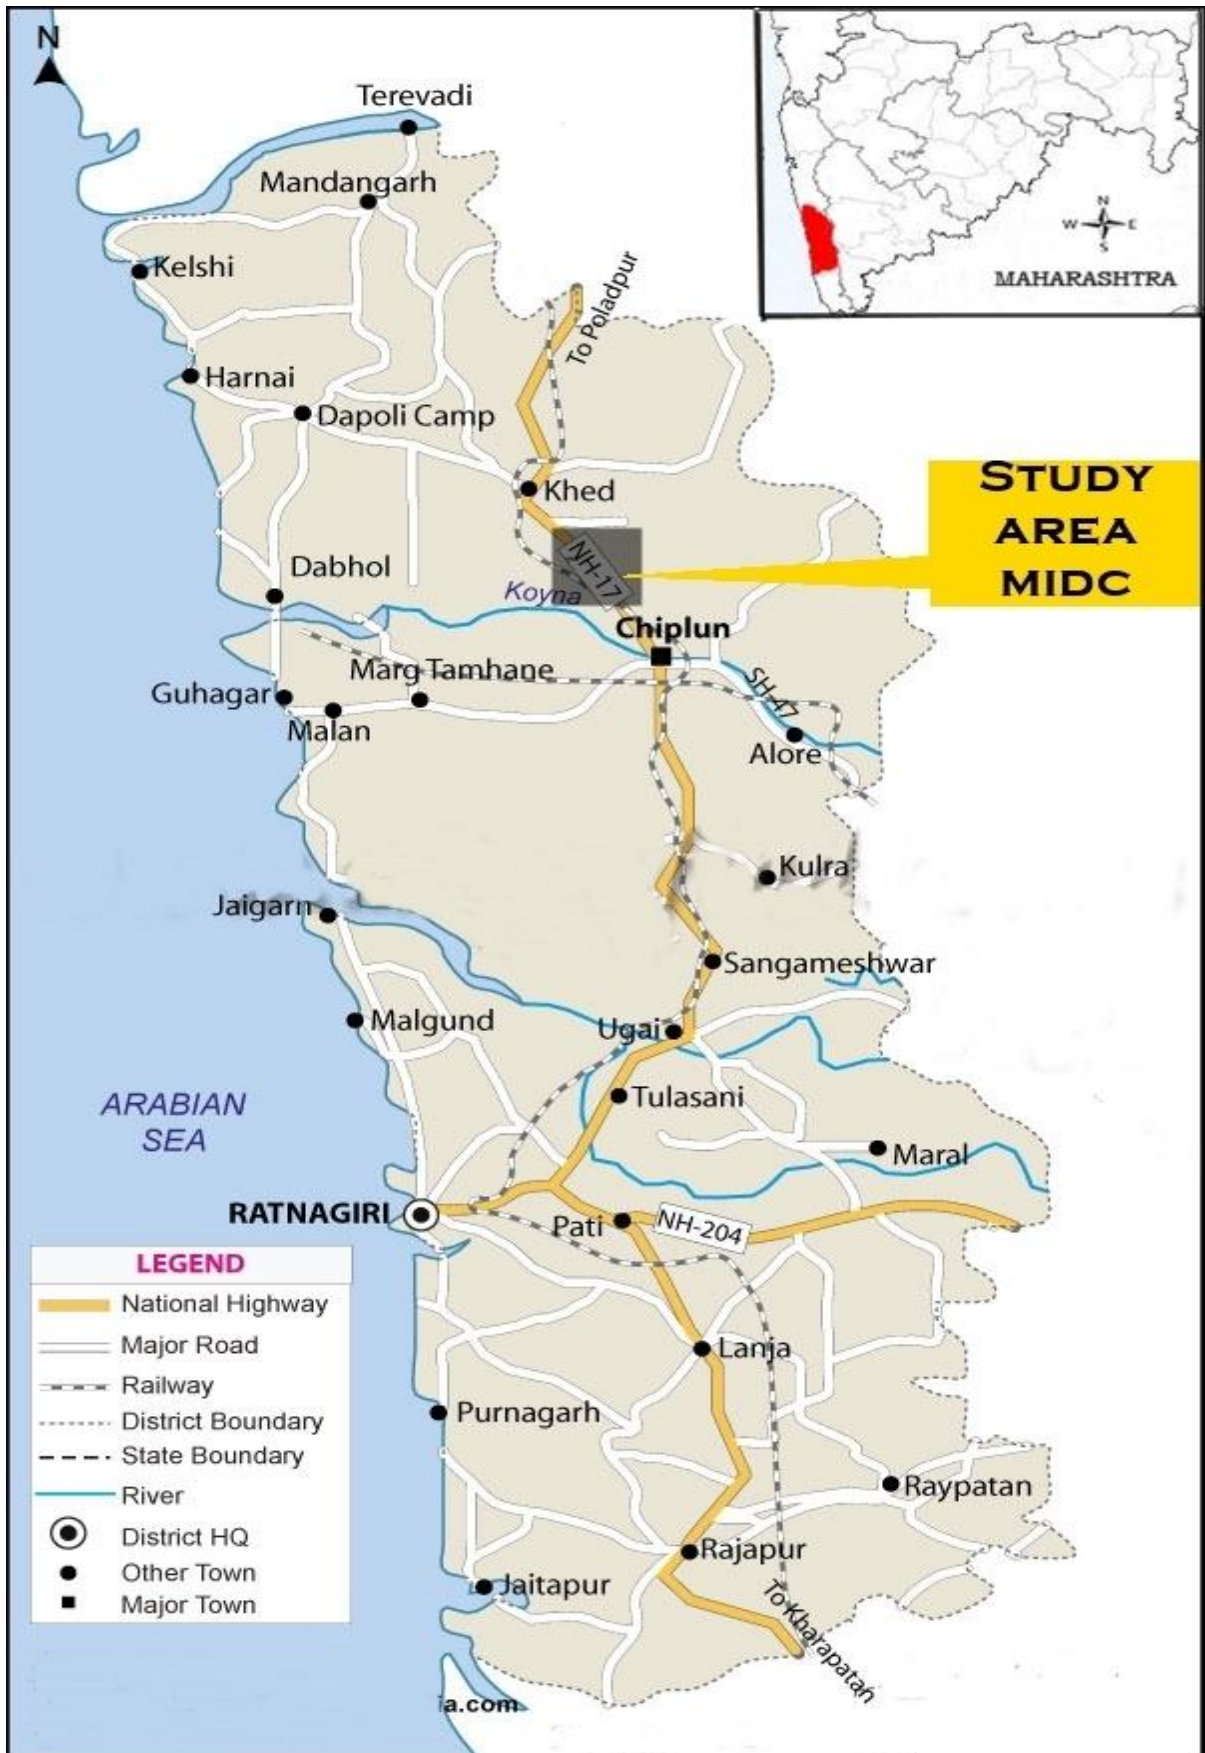 N
Terevadi
Mandangarh
Kelshi
To Poladpur
Harnai
Dapoli Camp
Khed
STUDY
AREA
MIDC
NH-17
Dabhol
Koyna
Chiplun
Marg Tamhane
Guhagar
Malan
SH-47
Alore
Kulra
Jaigarn
Sangameshwar
Malgund
Ugai
ARABIAN
SEA
Tulasani
Maral
RATNAGIRI
Pati
NH-204
Lanja
Purnagarh
Raypatan
Rajapur
Jaitapur
To Kharapatan
ia.com
LEGEND
National Highway
Major Road
Railway
District Boundary
State Boundary
River
District HQ
Other Town
Major Town
N
W E
S
MAHARASHTRA